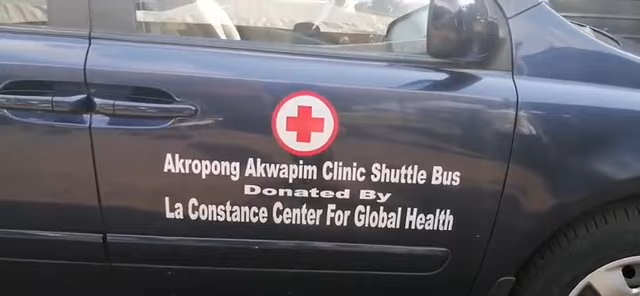 Akropong Akwapim Clinic Shuttle Bus
Donated By
La Constance Center For Global Health